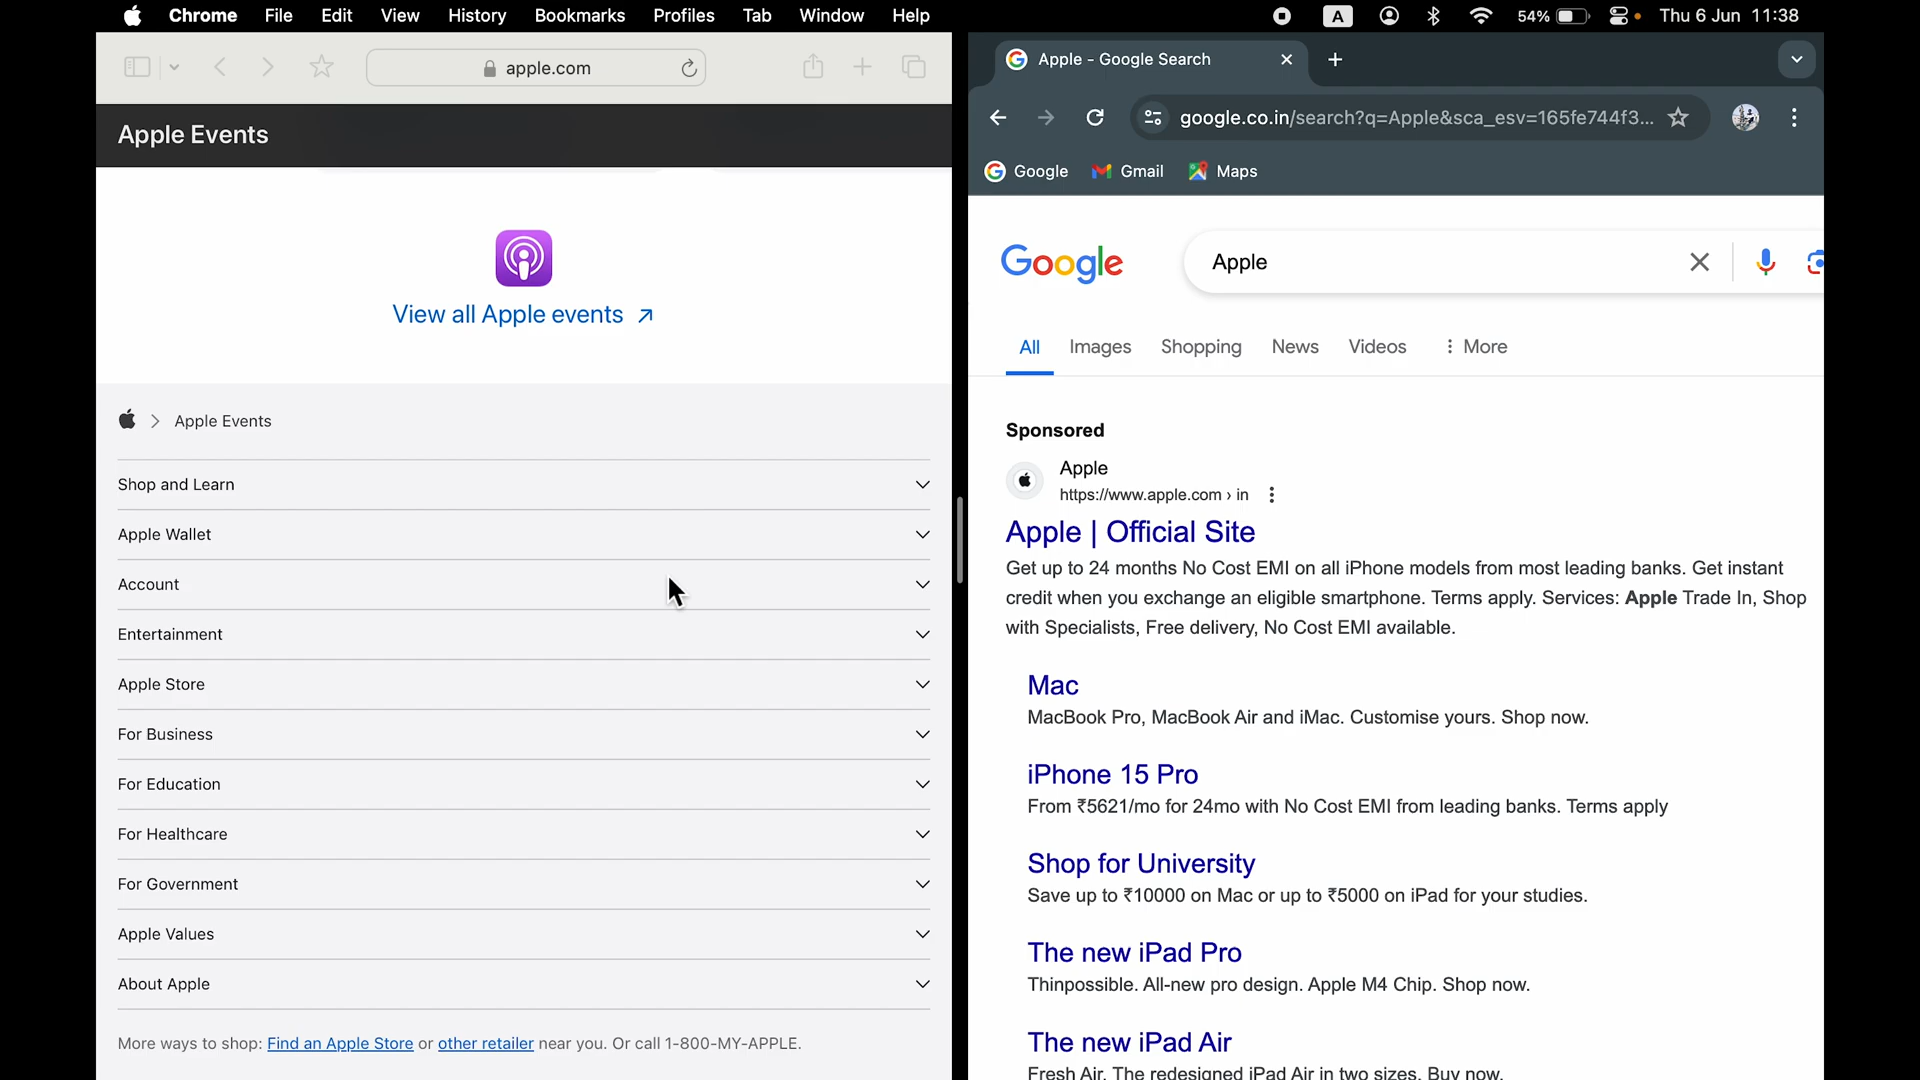 Chrome File Edit View History Bookmarks Profiles Tab Window Help A 54% Thu 6 Jun 11:38
apple.com
Apple Events
View all Apple events ↗
Apple Events
Shop and Learn
Apple Wallet
Account
Entertainment
Apple Store
For Business
For Education
For Healthcare
For Government
Apple Values
About Apple
More ways to shop: Find an Apple Store or other retailer near you. Or call 1-800-MY-APPLE.
Apple - Google Search
google.co.in/search?q=Apple&sca_esv=165fe744f3...
Google Gmail Maps
Google Apple
All Images Shopping News Videos More
Sponsored
Apple
https://www.apple.com › in
Apple | Official Site
Get up to 24 months No Cost EMI on all iPhone models from most leading banks. Get instant
credit when you exchange an eligible smartphone. Terms apply. Services: Apple Trade In, Shop
with Specialists, Free delivery, No Cost EMI available.
Mac
MacBook Pro, MacBook Air and iMac. Customise yours. Shop now.
iPhone 15 Pro
From ₹5621/mo for 24mo with No Cost EMI from leading banks. Terms apply
Shop for University
Save up to ₹10000 on Mac or up to ₹5000 on iPad for your studies.
The new iPad Pro
Thinpossible. All-new pro design. Apple M4 Chip. Shop now.
The new iPad Air
Fresh Air. The redesigned iPad Air in two sizes. Buy now.